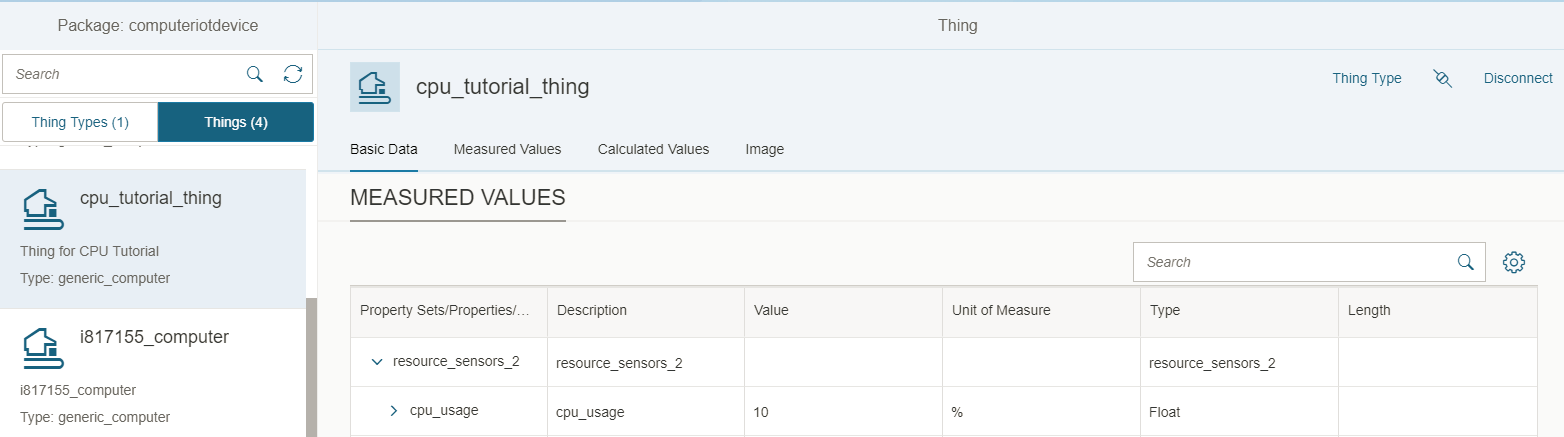 Package: computeriotdevice
Search
Thing Types (1)
Things (4)
cpu_tutorial_thing
Thing for CPU Tutorial
Type: generic_computer
i817155_computer
i817155_computer
Type: generic_computer
Thing
cpu_tutorial_thing
Thing Type
Disconnect
Basic Data
Measured Values
Calculated Values
Image
MEASURED VALUES
Search
Property Sets/Properties/... Description Value Unit of Measure Type Length
resource_sensors_2 resource_sensors_2 resource_sensors_2
cpu_usage cpu_usage 10 % Float